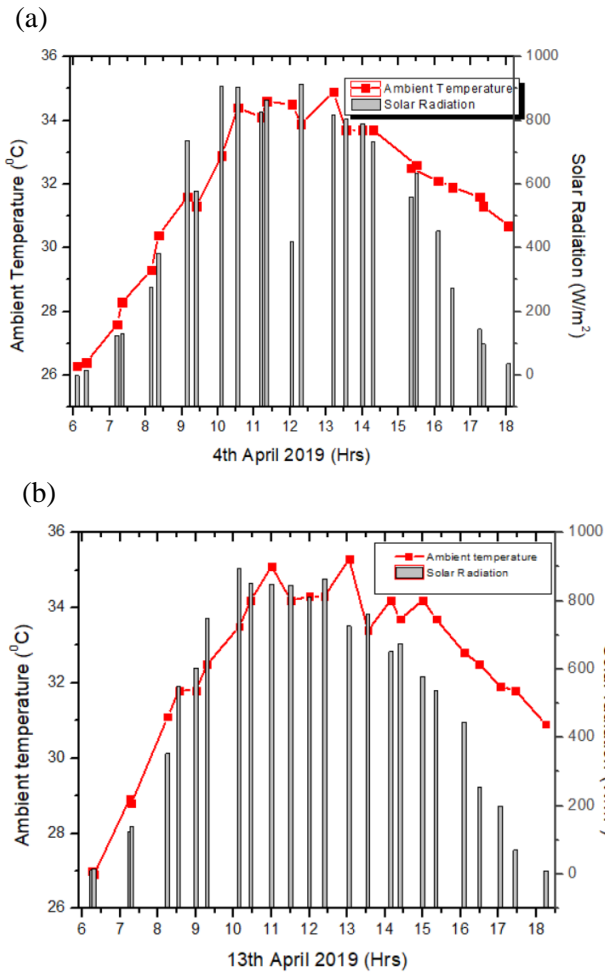 (a)
Ambient Temperature
Solar Radiation
Ambient Temperature (⁰C)
36
34
32
30
28
26
Solar Radiation (W/m²)
1000
800
600
400
200
0
6 7 8 9 10 11 12 13 14 15 16 17 18
4th April 2019 (Hrs)
(b)
Ambient temperature
Solar Radiation
Ambient temperature (⁰C)
36
34
32
30
28
26
1000
800
600
400
200
0
6 7 8 9 10 11 12 13 14 15 16 17 18
13th April 2019 (Hrs)